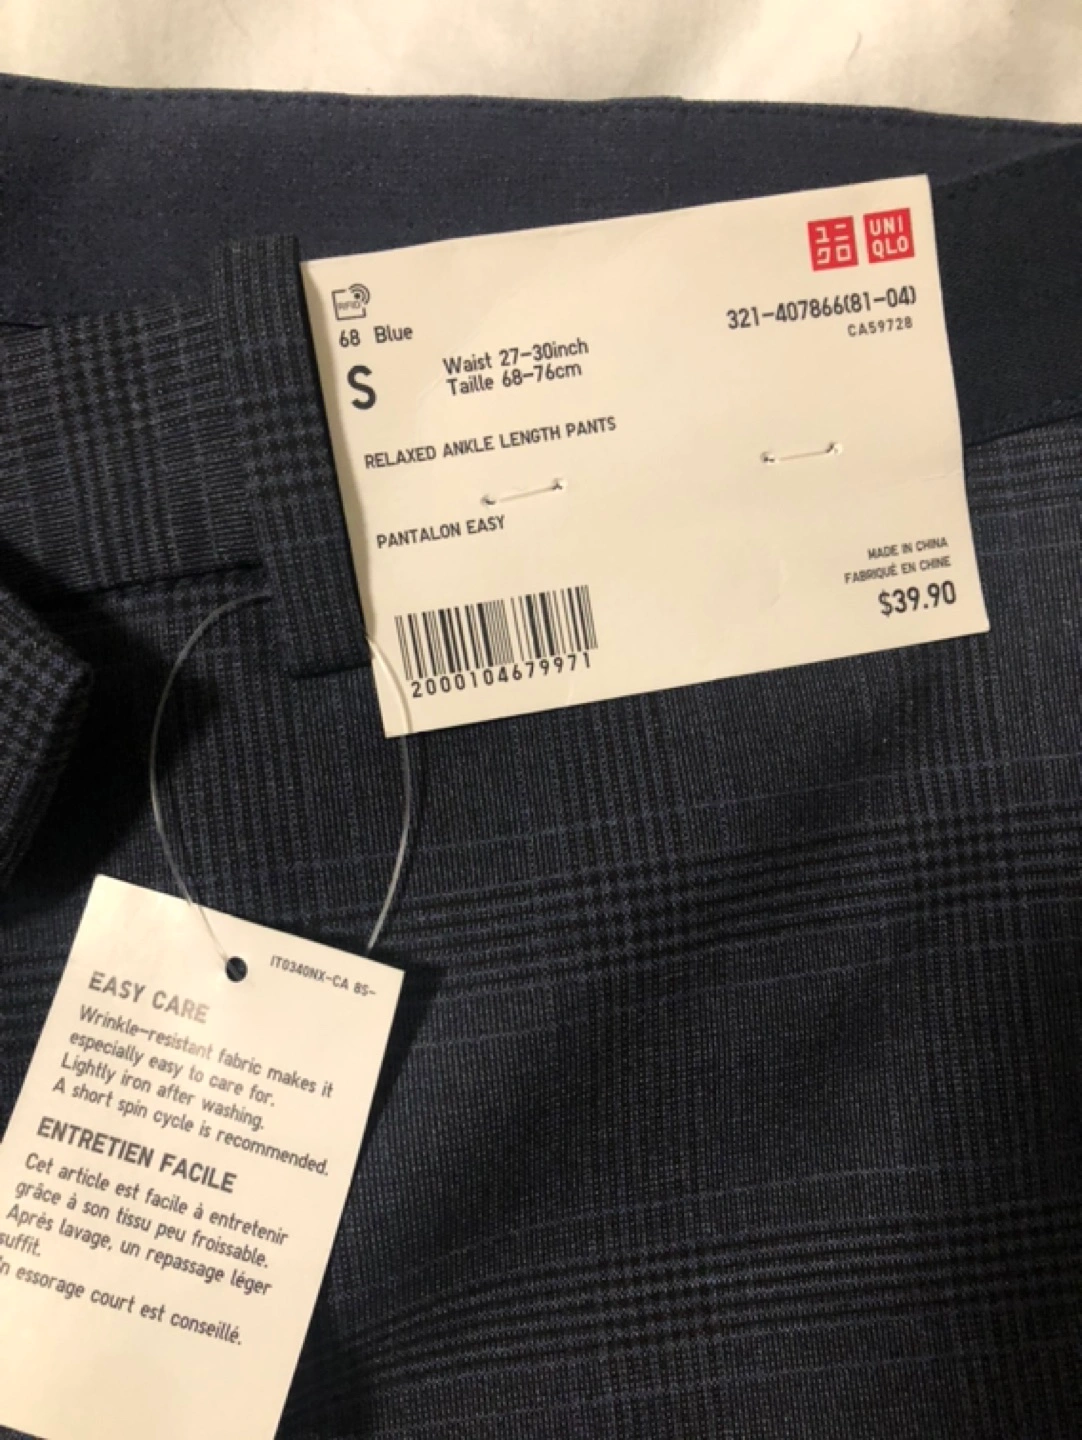 ユニ
クロ
UNI
QLO
RFID
68 Blue
321-407866(81-04)
CA59728
S
Waist 27-30inch
Taille 68-76cm
RELAXED ANKLE LENGTH PANTS
PANTALON EASY
MADE IN CHINA
FABRIQUÉ EN CHINE
$39.90
2000104679971
IT0340NX-CA 8S-
EASY CARE
Wrinkle-resistant fabric makes it
especially easy to care for.
Lightly iron after washing.
A short spin cycle is recommended.
ENTRETIEN FACILE
Cet article est facile à entretenir
grâce à son tissu peu froissable.
Après lavage, un repassage léger
suffit.
n essorage court est conseillé.